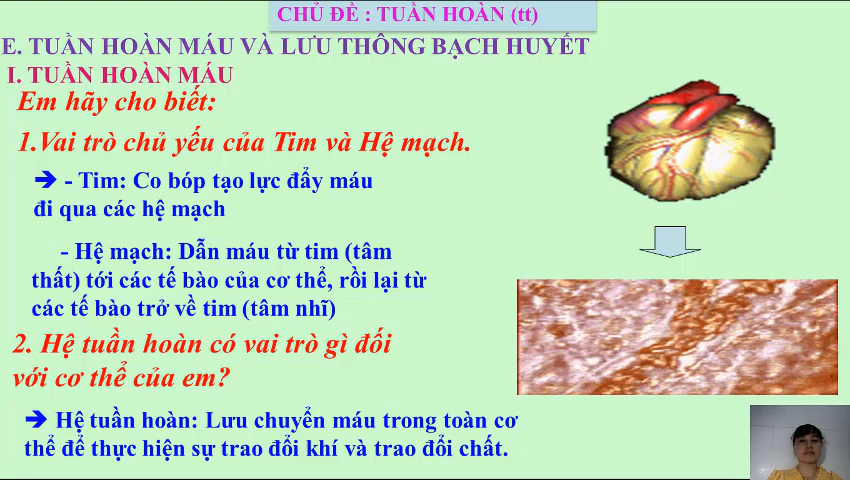 CHỦ ĐỀ : TUẦN HOÀN (tt)
E. TUẦN HOÀN MÁU VÀ LƯU THÔNG BẠCH HUYẾT
I. TUẦN HOÀN MÁU
Em hãy cho biết:
1.Vai trò chủ yếu của Tim và Hệ mạch.
➔ - Tim: Co bóp tạo lực đẩy máu
đi qua các hệ mạch
- Hệ mạch: Dẫn máu từ tim (tâm
thất) tới các tế bào của cơ thể, rồi lại từ
các tế bào trở về tim (tâm nhĩ)
2. Hệ tuần hoàn có vai trò gì đối
với cơ thể của em?
➔ Hệ tuần hoàn: Lưu chuyển máu trong toàn cơ
thể để thực hiện sự trao đổi khí và trao đổi chất.